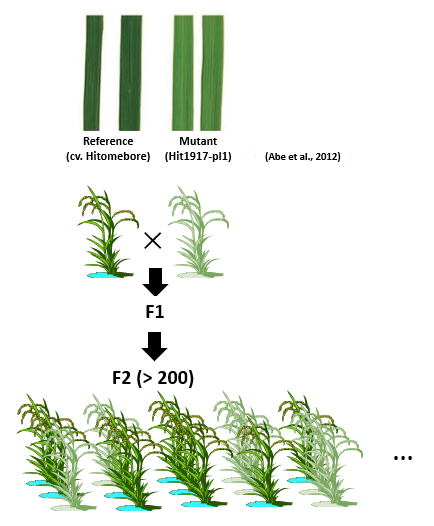 Reference
(cv. Hitomebore)
Mutant
(Hit1917-pl1)
(Abe et al., 2012)
×
F1
F2 (> 200)
...